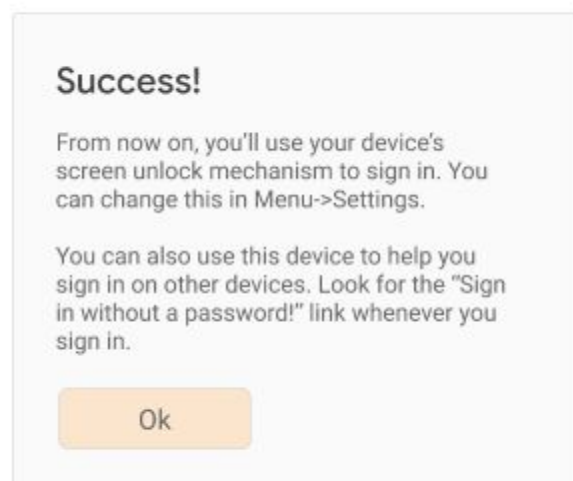 Success!
From now on, you'll use your device's
screen unlock mechanism to sign in. You
can change this in Menu->Settings.
You can also use this device to help you
sign in on other devices. Look for the “Sign
in without a password!” link whenever you
sign in.
Ok